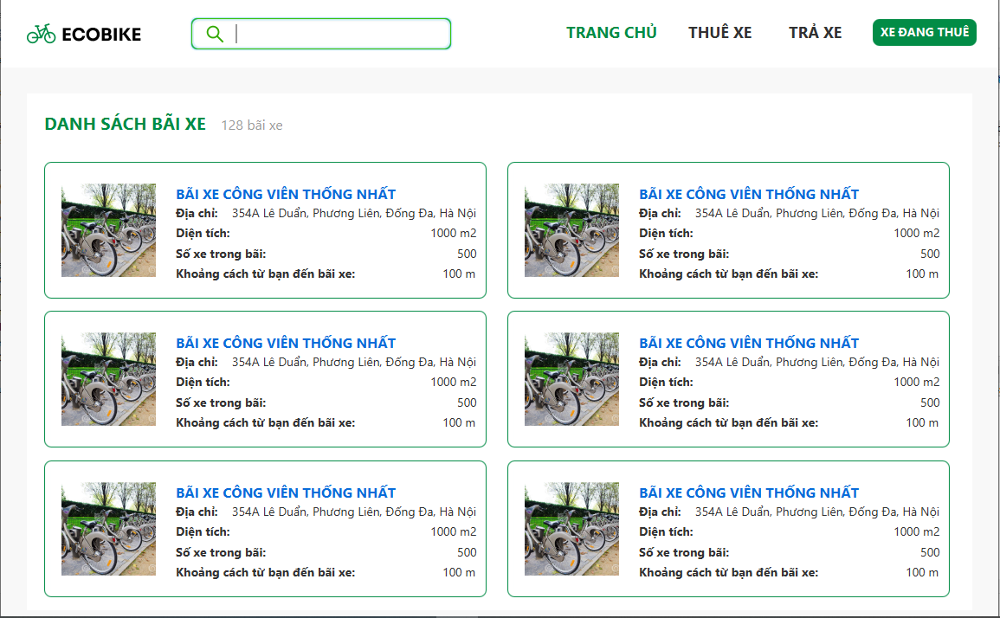 ECOBIKE
TRANG CHỦ THUÊ XE TRẢ XE XE ĐANG THUÊ
DANH SÁCH BÃI XE 128 bãi xe
BÃI XE CÔNG VIÊN THỐNG NHẤT
Địa chỉ: 354A Lê Duẩn, Phương Liên, Đống Đa, Hà Nội
Diện tích: 1000 m2
Số xe trong bãi: 500
Khoảng cách từ bạn đến bãi xe: 100 m
BÃI XE CÔNG VIÊN THỐNG NHẤT
Địa chỉ: 354A Lê Duẩn, Phương Liên, Đống Đa, Hà Nội
Diện tích: 1000 m2
Số xe trong bãi: 500
Khoảng cách từ bạn đến bãi xe: 100 m
BÃI XE CÔNG VIÊN THỐNG NHẤT
Địa chỉ: 354A Lê Duẩn, Phương Liên, Đống Đa, Hà Nội
Diện tích: 1000 m2
Số xe trong bãi: 500
Khoảng cách từ bạn đến bãi xe: 100 m
BÃI XE CÔNG VIÊN THỐNG NHẤT
Địa chỉ: 354A Lê Duẩn, Phương Liên, Đống Đa, Hà Nội
Diện tích: 1000 m2
Số xe trong bãi: 500
Khoảng cách từ bạn đến bãi xe: 100 m
BÃI XE CÔNG VIÊN THỐNG NHẤT
Địa chỉ: 354A Lê Duẩn, Phương Liên, Đống Đa, Hà Nội
Diện tích: 1000 m2
Số xe trong bãi: 500
Khoảng cách từ bạn đến bãi xe: 100 m
BÃI XE CÔNG VIÊN THỐNG NHẤT
Địa chỉ: 354A Lê Duẩn, Phương Liên, Đống Đa, Hà Nội
Diện tích: 1000 m2
Số xe trong bãi: 500
Khoảng cách từ bạn đến bãi xe: 100 m